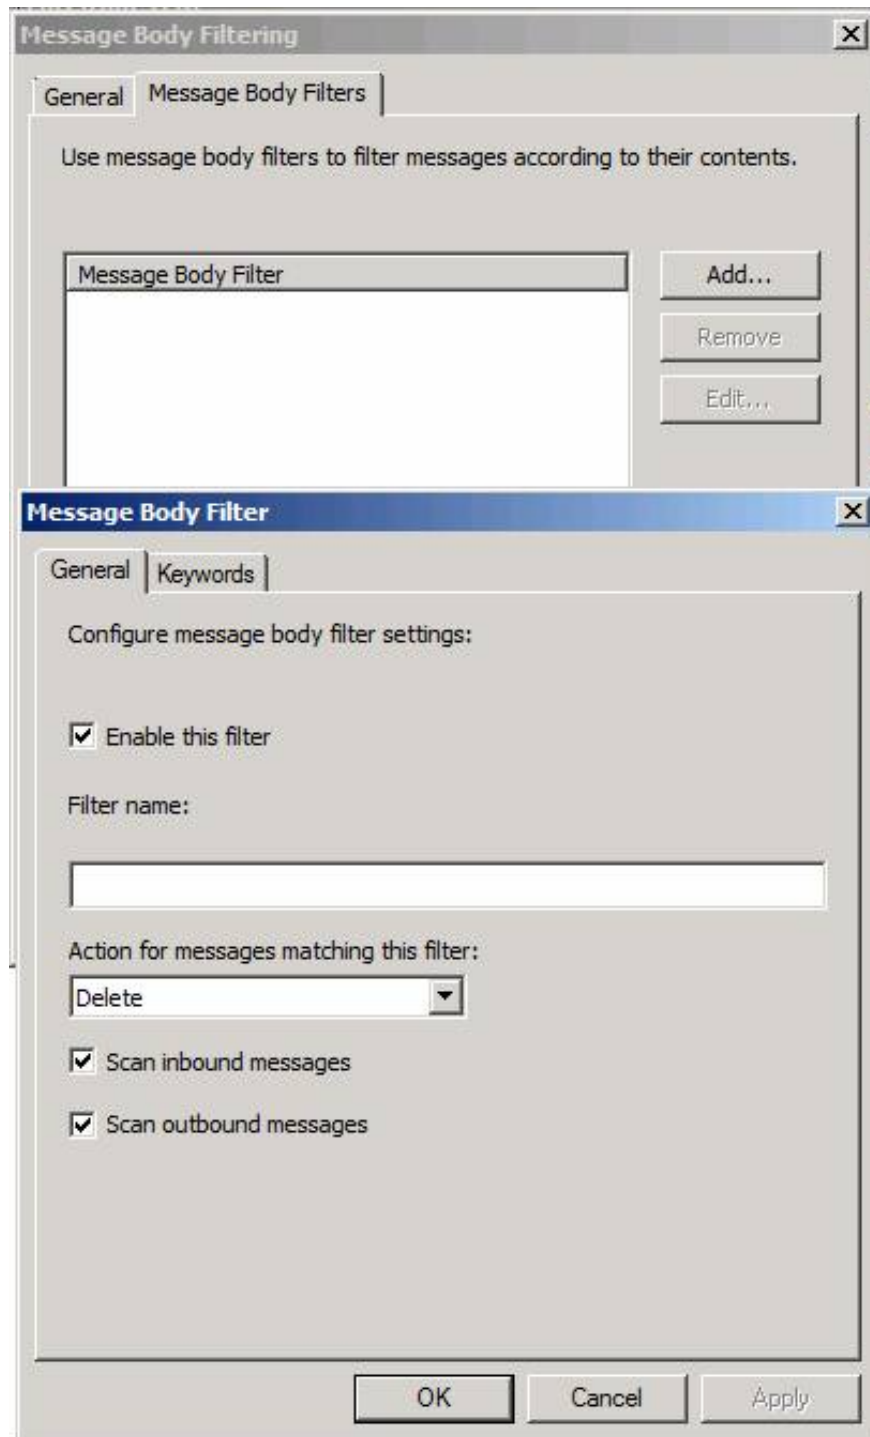 Message Body Filtering
General Message Body Filters
Use message body filters to filter messages according to their contents.
Message Body Filter
Add...
Remove
Edit...
Message Body Filter
General Keywords
Configure message body filter settings:
Enable this filter
Filter name:
Action for messages matching this filter:
Delete
Scan inbound messages
Scan outbound messages
OK Cancel Apply